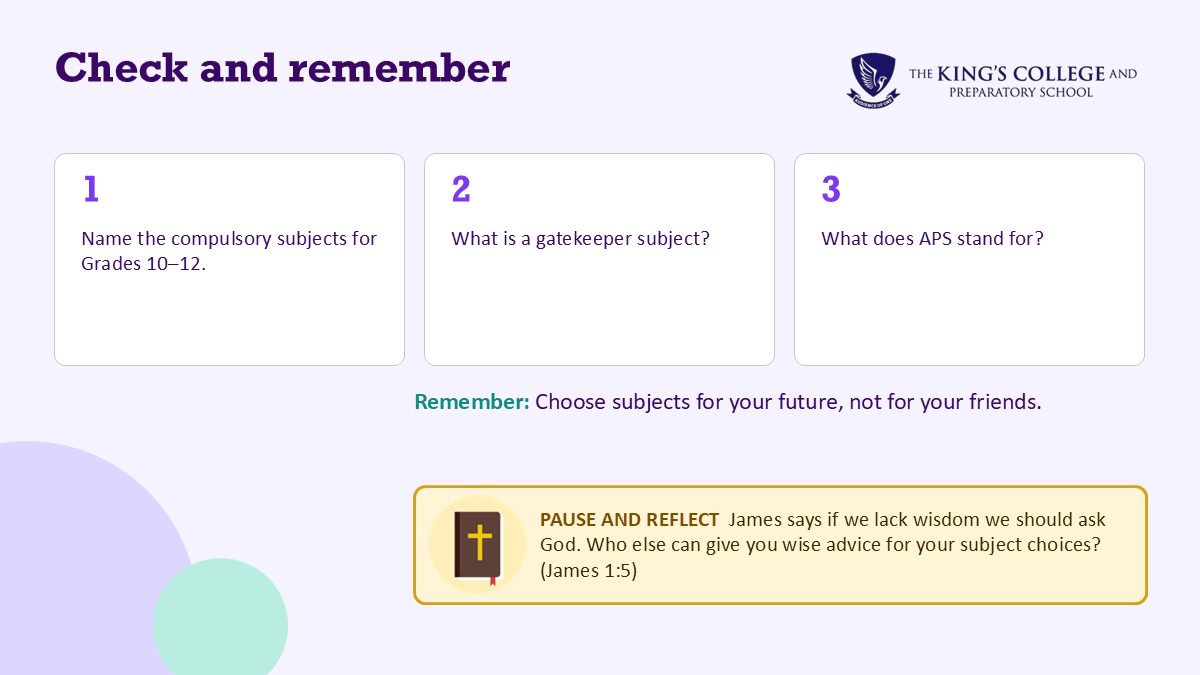 Check and remember
THE KING'S COLLEGE AND
PREPARATORY SCHOOL
1
Name the compulsory subjects for
Grades 10–12.
2
What is a gatekeeper subject?
3
What does APS stand for?
Remember: Choose subjects for your future, not for your friends.
PAUSE AND REFLECT  James says if we lack wisdom we should ask
God. Who else can give you wise advice for your subject choices?
(James 1:5)